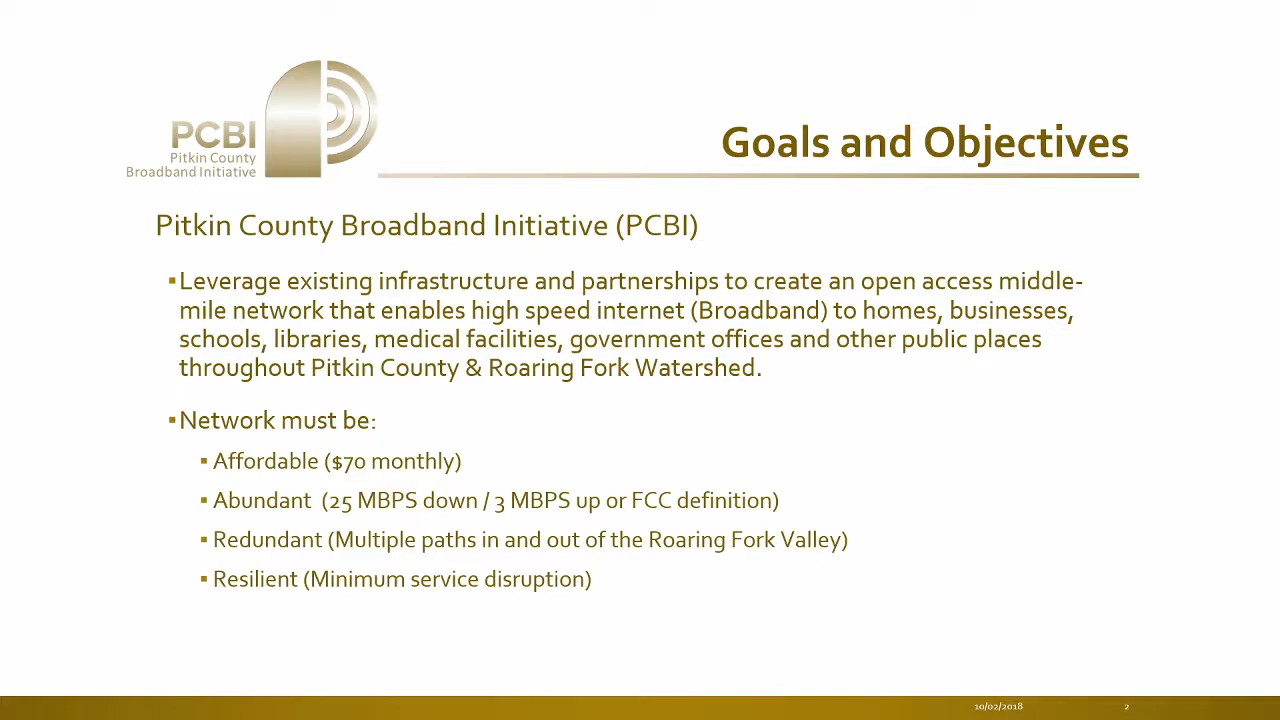 PCBI
Pitkin County
Broadband Initiative
Goals and Objectives
Pitkin County Broadband Initiative (PCBI)
▪Leverage existing infrastructure and partnerships to create an open access middle-
mile network that enables high speed internet (Broadband) to homes, businesses,
schools, libraries, medical facilities, government offices and other public places
throughout Pitkin County & Roaring Fork Watershed.
▪Network must be:
▪ Affordable ($70 monthly)
▪ Abundant  (25 MBPS down / 3 MBPS up or FCC definition)
▪ Redundant (Multiple paths in and out of the Roaring Fork Valley)
▪ Resilient (Minimum service disruption)
10/02/2018 2